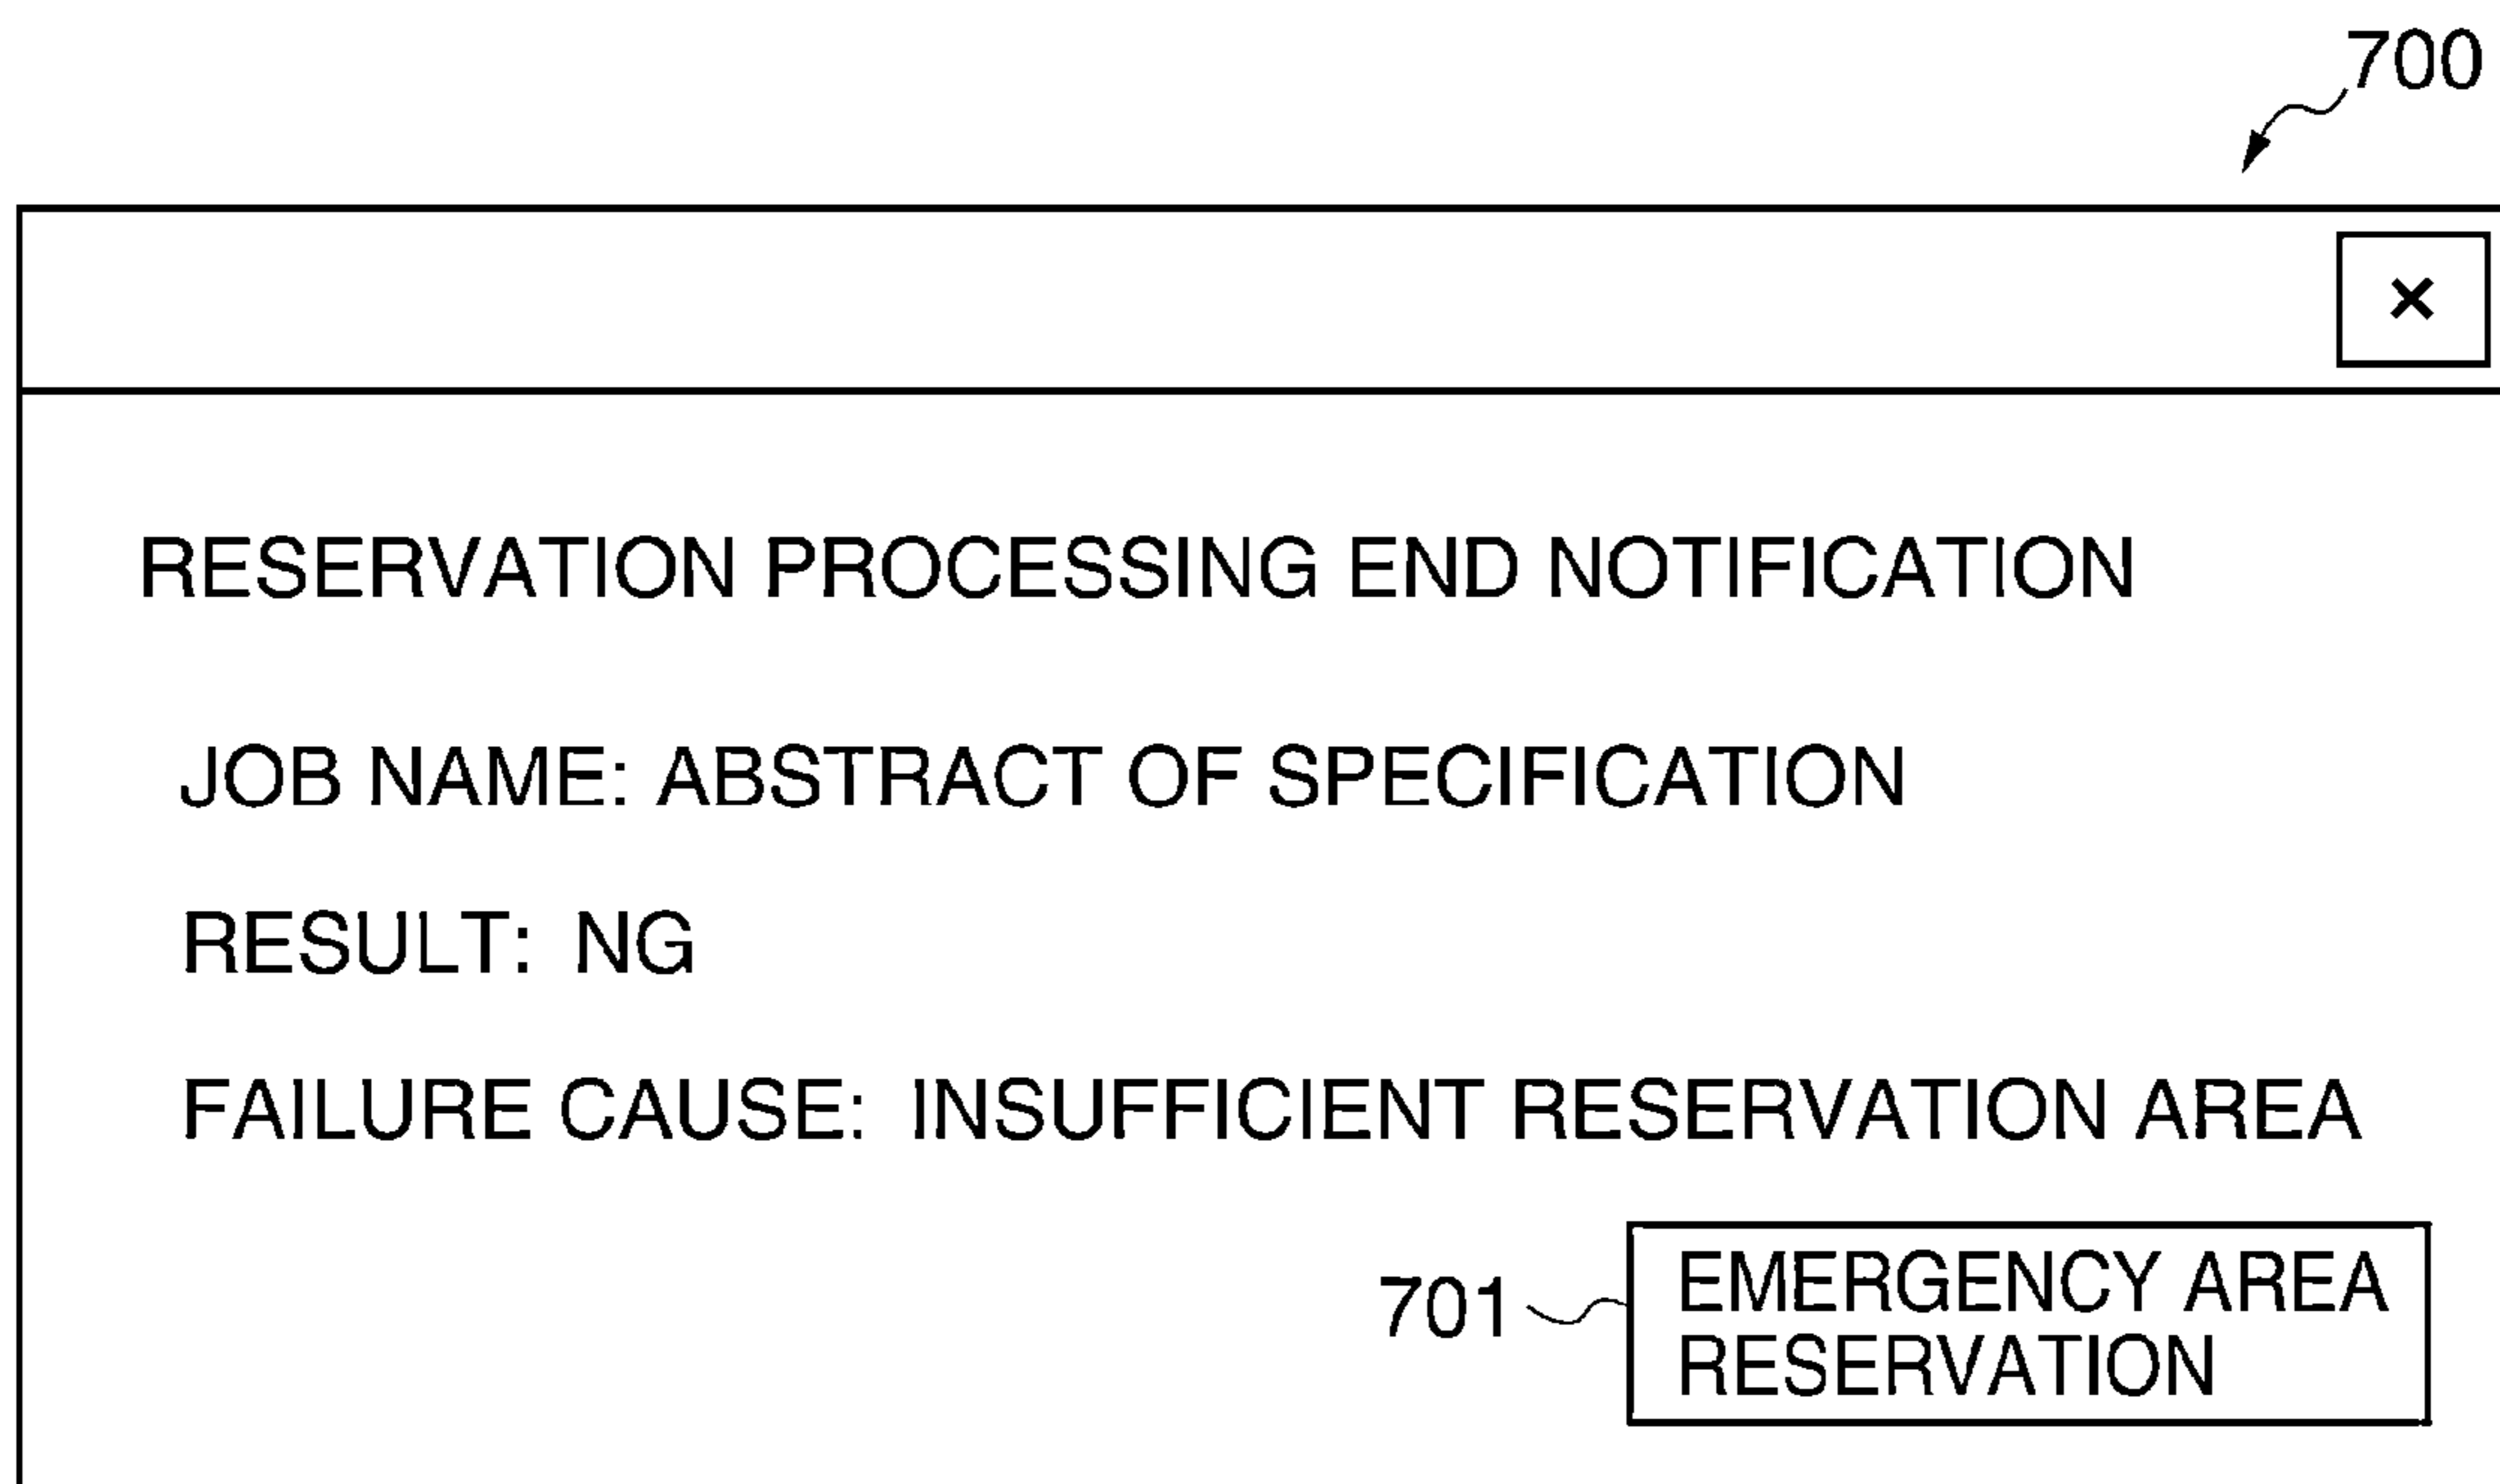 700
×
RESERVATION PROCESSING END NOTIFICATION
JOB NAME: ABSTRACT OF SPECIFICATION
RESULT: NG
FAILURE CAUSE: INSUFFICIENT RESERVATION AREA
701
EMERGENCY AREA
RESERVATION